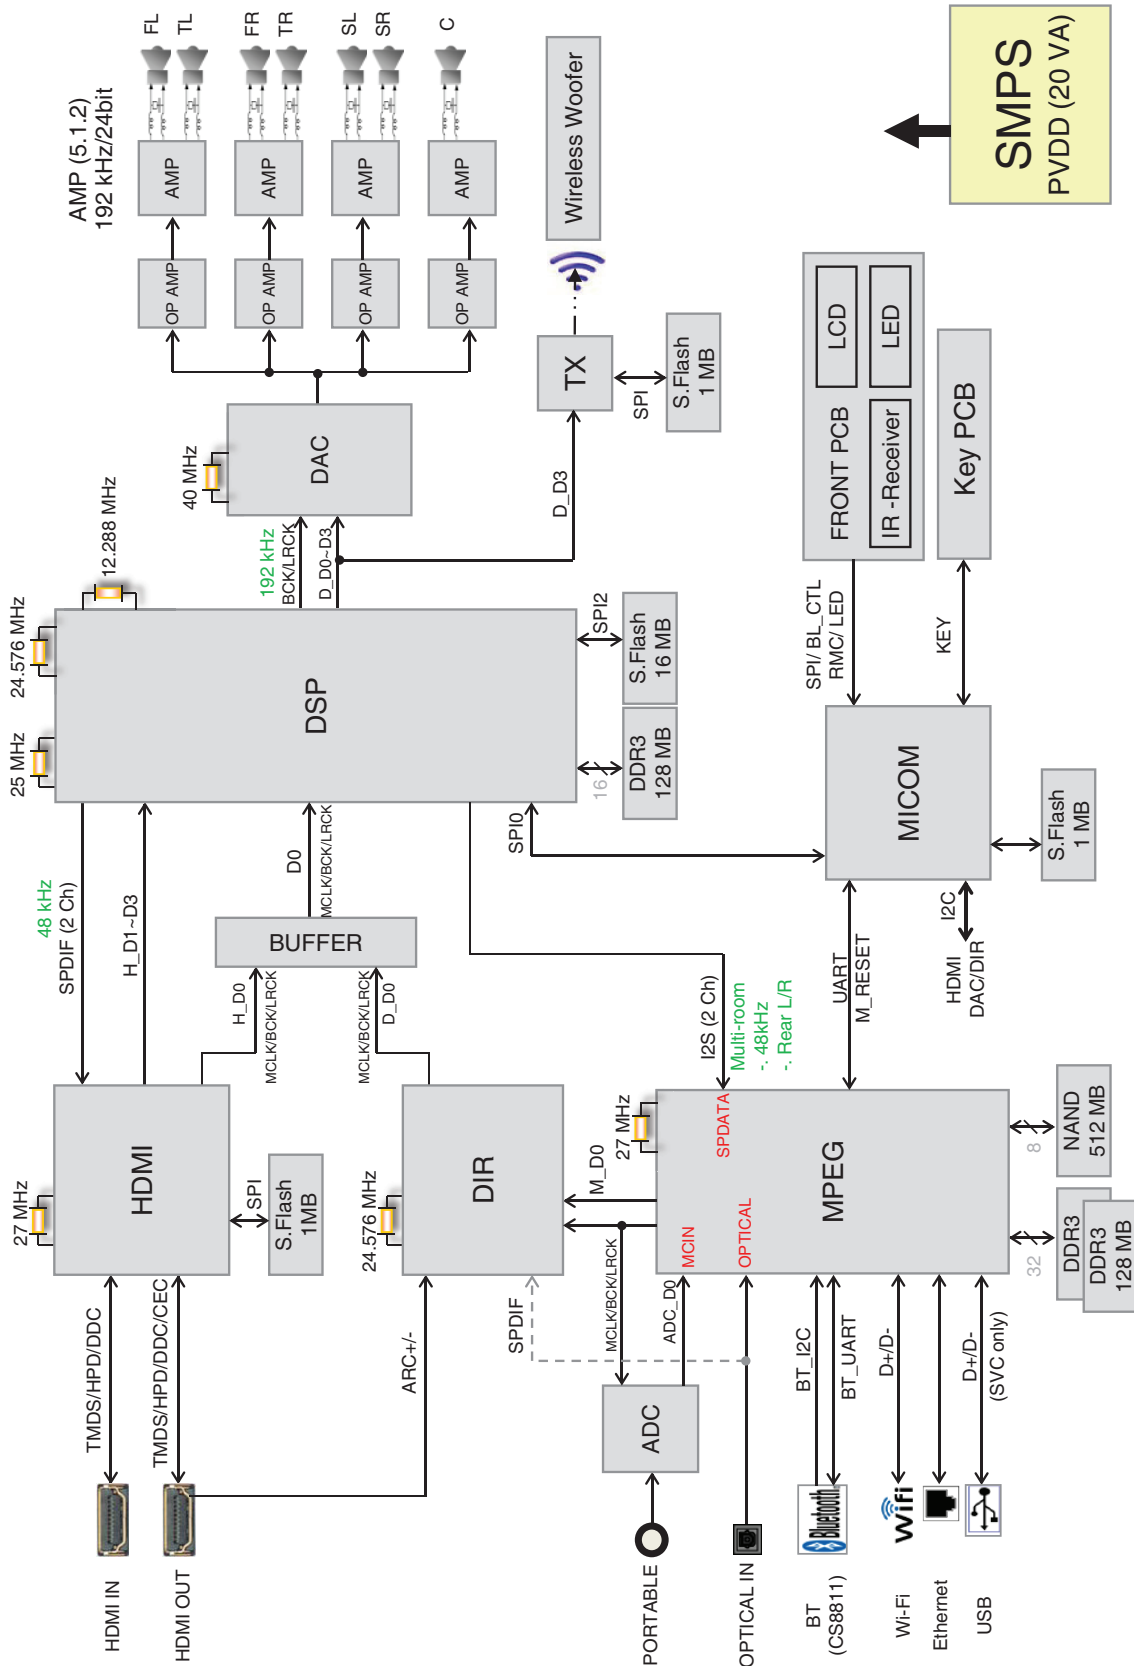 HDMI IN
HDMI OUT
PORTABLE
OPTICAL IN
BT
(CS8811)
Bluetooth
Wi-Fi
WiFi
Ethernet
USB
TMDS/HPD/DDC
TMDS/HPD/DDC/CEC
ARC+/-
SPDIF
ADC
MCLK/BCK/LRCK
ADC_D0
BT_I2C
BT_UART
D+/D-
D+/D-
(SVC only)
27 MHz
HDMI
SPI
S.Flash
1MB
24.576 MHz
DIR
M_D0
27 MHz
MCIN
OPTICAL
SPDATA
MPEG
32
DDR3
DDR3
128 MB
8
NAND
512 MB
48 kHz
SPDIF (2 Ch)
H_D1~D3
H_D0
MCLK/BCK/LRCK
MCLK/BCK/LRCK
D_D0
BUFFER
D0
MCLK/BCK/LRCK
I2S (2 Ch)
Multi-room
-. 48kHz
-. Rear L/R
SPI0
UART
M_RESET
I2C
HDMI
DAC/DIR
25 MHz
24.576 MHz
12.288 MHz
DSP
16
DDR3
128 MB
SPI2
S.Flash
16 MB
MICOM
S.Flash
1 MB
192 kHz
BCK/LRCK
D_D0~D3
D_D3
SPI/ BL_CTL
RMC/ LED
KEY
40 MHz
DAC
TX
SPI
S.Flash
1 MB
FRONT PCB
LCD
IR -Receiver
LED
Key PCB
OP AMP
OP AMP
OP AMP
OP AMP
AMP
AMP
AMP
AMP
AMP (5.1.2)
192 kHz/24bit
FL
TL
FR
TR
SL
SR
C
Wireless Woofer
SMPS
PVDD (20 VA)